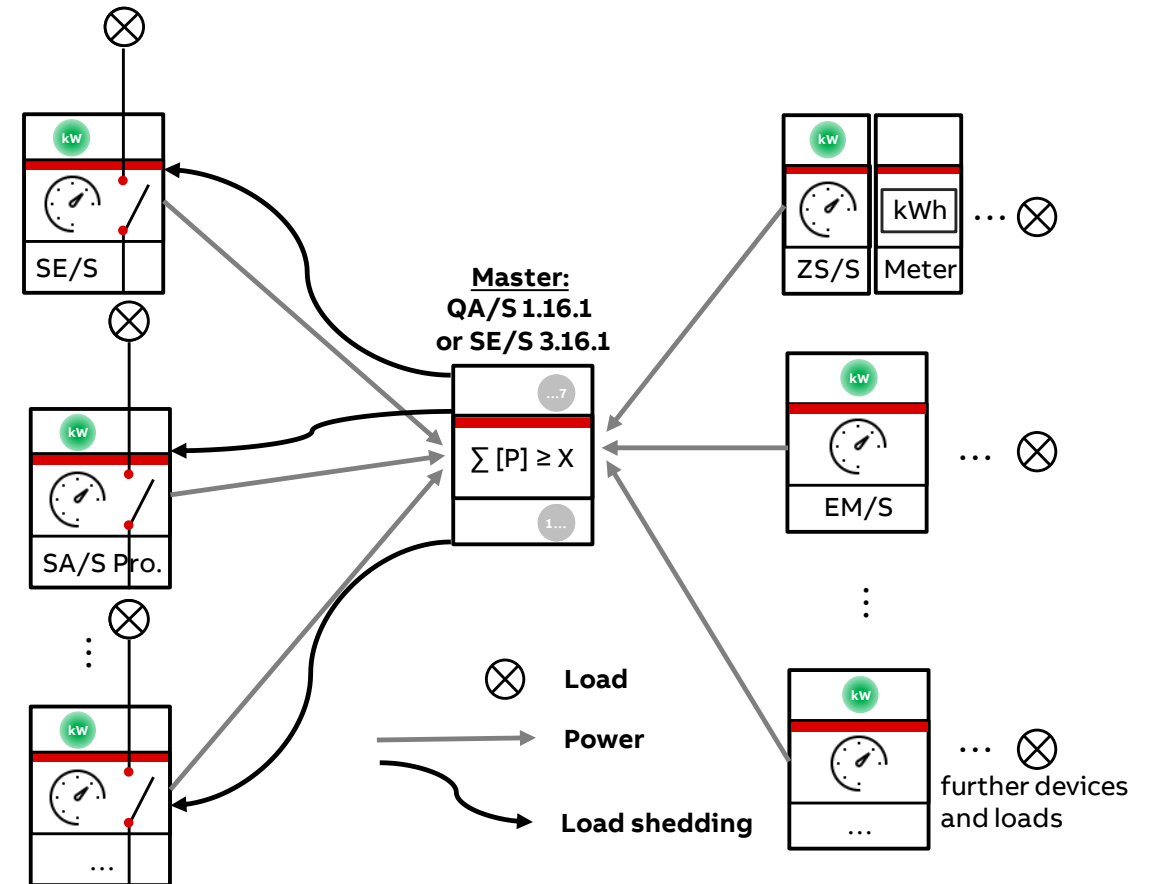 kW
SE/S
kW
SA/S Pro.
⋮
kW
...
Master:
QA/S 1.16.1
or SE/S 3.16.1
...7
∑ [P] ≥ X
1...
Load
Power
Load shedding
kW
ZS/S
kWh
Meter
...
kW
EM/S
...
⋮
kW
...
...
further devices
and loads